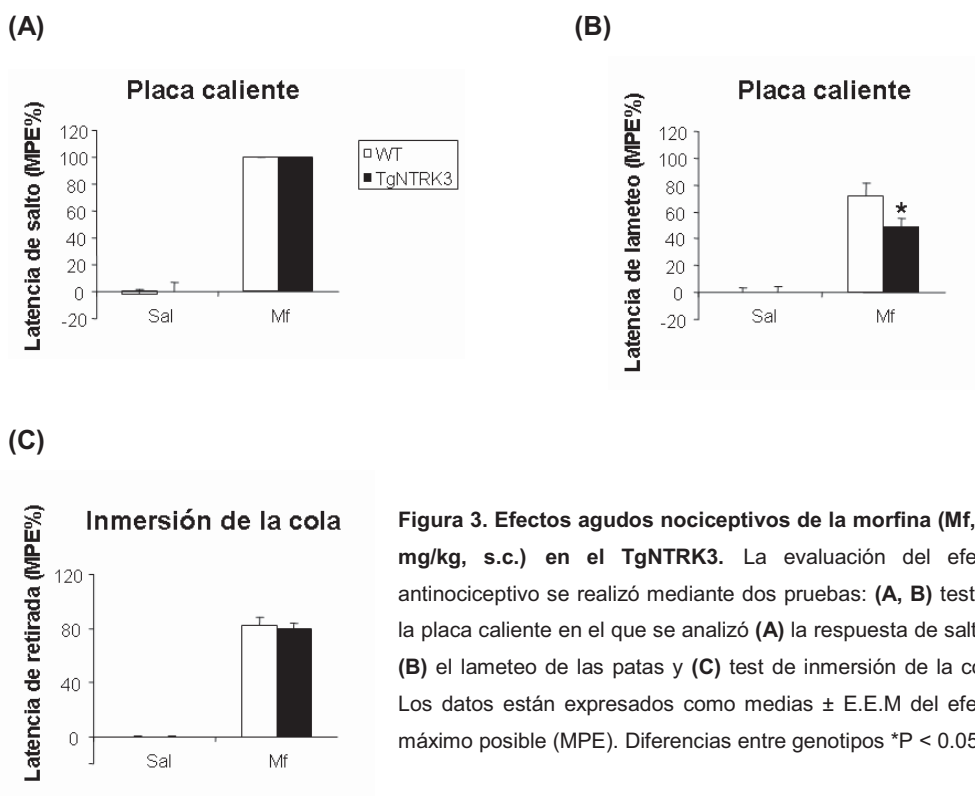 (A)
Placa caliente
Latencia de salto (MPE%)
120
100
80
60
40
20
0
-20
Sal
Mf
WT
TgNTRK3
(B)
Placa caliente
Latencia de lameteo (MPE%)
120
100
80
60
40
20
0
-20
*
Sal
Mf
(C)
Inmersión de la cola
Latencia de retirada (MPE%)
120
80
40
0
Sal
Mf
Figura 3. Efectos agudos nociceptivos de la morfina (Mf,
mg/kg, s.c.) en el TgNTRK3. La evaluación del efe
antinociceptivo se realizó mediante dos pruebas: (A, B) test
la placa caliente en el que se analizó (A) la respuesta de salt
(B) el lameteo de las patas y (C) test de inmersión de la co
Los datos están expresados como medias ± E.E.M del efe
máximo posible (MPE). Diferencias entre genotipos *P < 0.05